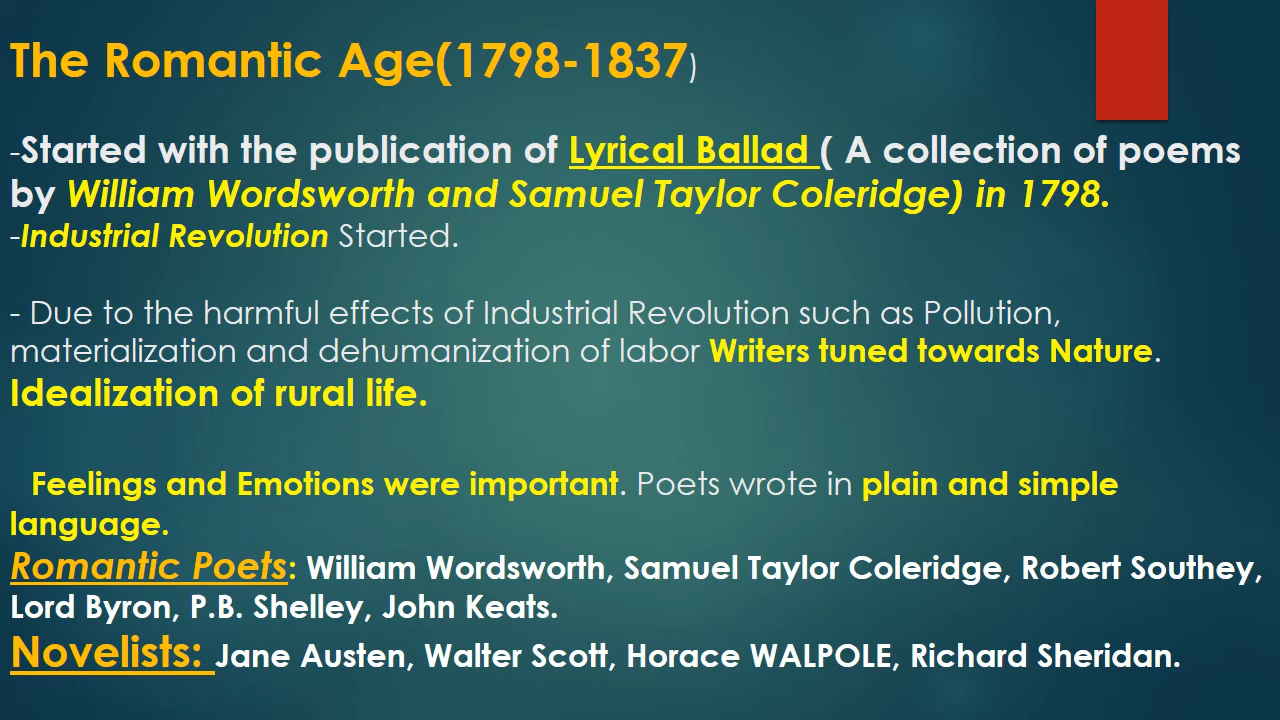 The Romantic Age(1798-1837)
-Started with the publication of Lyrical Ballad ( A collection of poems
by William Wordsworth and Samuel Taylor Coleridge) in 1798.
-Industrial Revolution Started.
- Due to the harmful effects of Industrial Revolution such as Pollution,
materialization and dehumanization of labor Writers tuned towards Nature.
Idealization of rural life.
Feelings and Emotions were important. Poets wrote in plain and simple
language.
Romantic Poets: William Wordsworth, Samuel Taylor Coleridge, Robert Southey,
Lord Byron, P.B. Shelley, John Keats.
Novelists: Jane Austen, Walter Scott, Horace WALPOLE, Richard Sheridan.